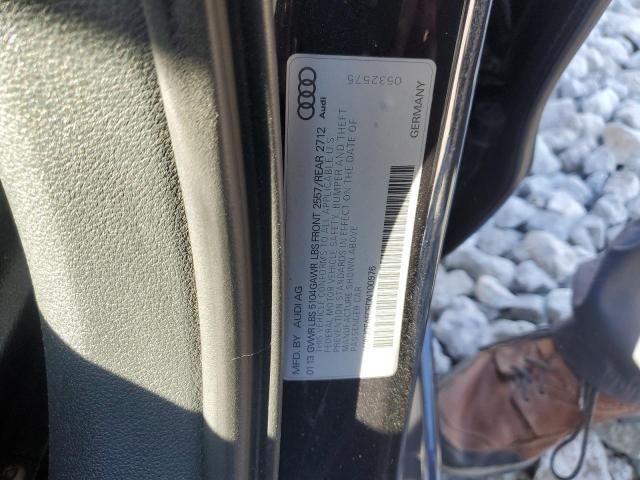 MFD. BY AUDI AG
01 13 GVWR LBS 5104 GAWR LBS FRONT 2557/REAR 2712
THIS VEHICLE CONFORMS TO ALL APPLICABLE U.S
FEDERAL MOTOR VEHICLE SAFETY, BUMPER AND THEFT
PREVENTION STANDARDS IN EFFECT ON THE DATE OF
MANUFACTURE SHOWN ABOVE
PASSENGER CAR
DN100976
Audi
GERMANY
0532575